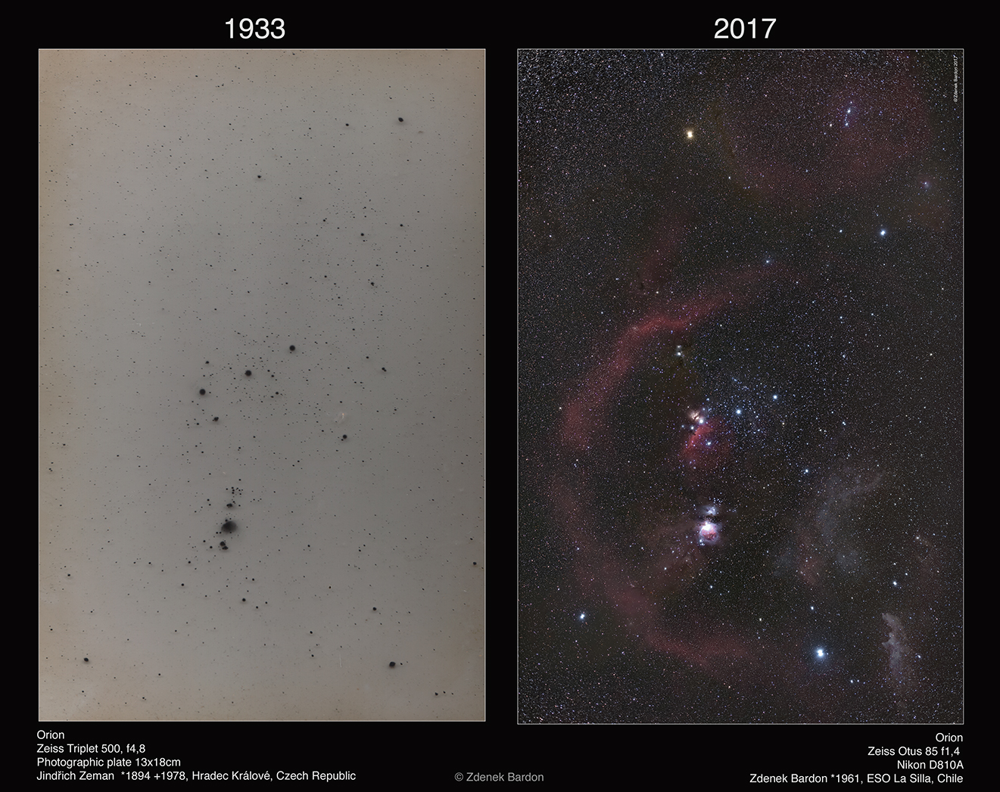 1933
2017
©Zdenek Bardon 2017
Orion
Zeiss Triplet 500, f4,8
Photographic plate 13x18cm
Jindřich Zeman  *1894 +1978, Hradec Králové, Czech Republic
© Zdenek Bardon
Orion
Zeiss Otus 85 f1,4
Nikon D810A
Zdenek Bardon *1961, ESO La Silla, Chile